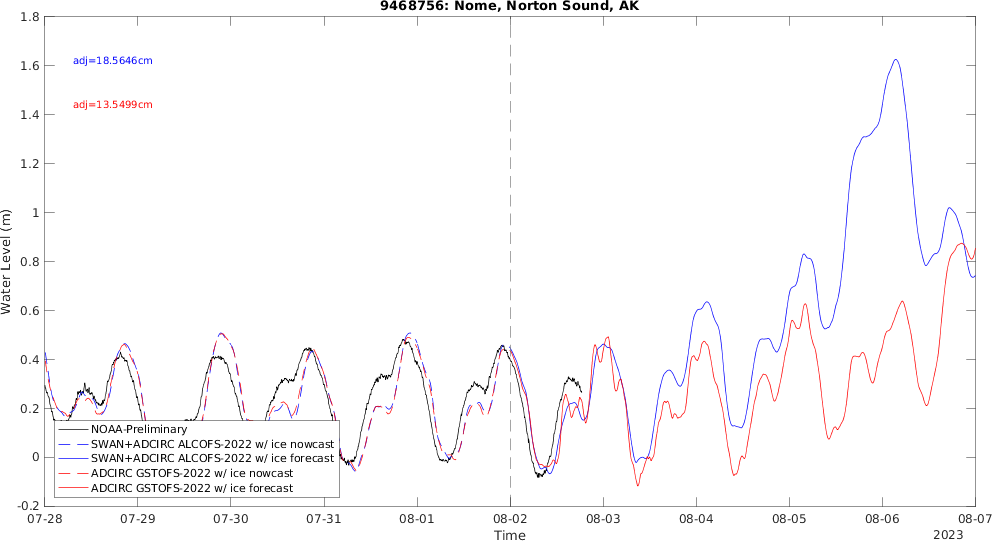 9468756: Nome, Norton Sound, AK
1.8
1.6
1.4
1.2
1
0.8
0.6
0.4
0.2
0
-0.2
Water Level (m)
adj=18.5646cm
adj=13.5499cm
NOAA-Preliminary
SWAN+ADCIRC ALCOFS-2022 w/ ice nowcast
SWAN+ADCIRC ALCOFS-2022 w/ ice forecast
ADCIRC GSTOFS-2022 w/ ice nowcast
ADCIRC GSTOFS-2022 w/ ice forecast
07-28 07-29 07-30 07-31 08-01 08-02 08-03 08-04 08-05 08-06 08-07
Time
2023